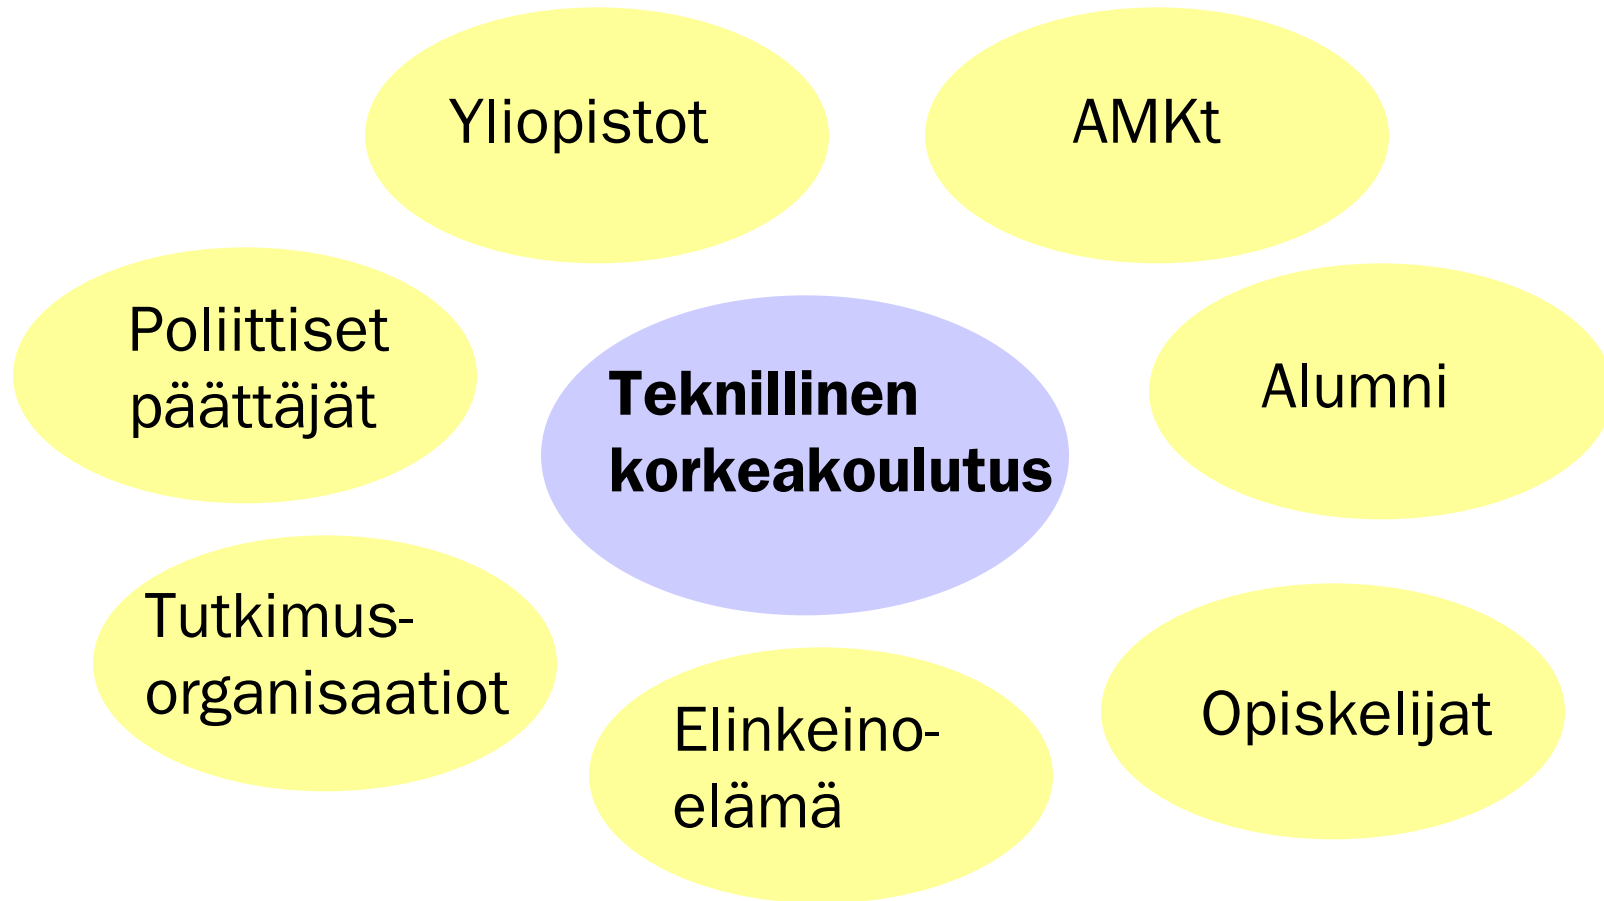 Yliopistot
AMKt
Poliittiset
päättäjät
Teknillinen
korkeakoulutus
Alumni
Tutkimus-
organisaatiot
Elinkeino-
elämä
Opiskelijat